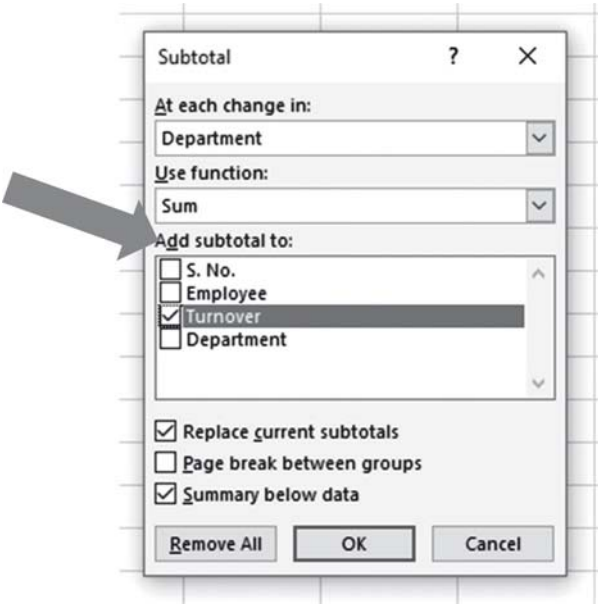 Subtotal ?
At each change in:
Department
Use function:
Sum
Add subtotal to:
S. No.
Employee
Turnover
Department
Replace current subtotals
Page break between groups
Summary below data
Remove All OK Cancel